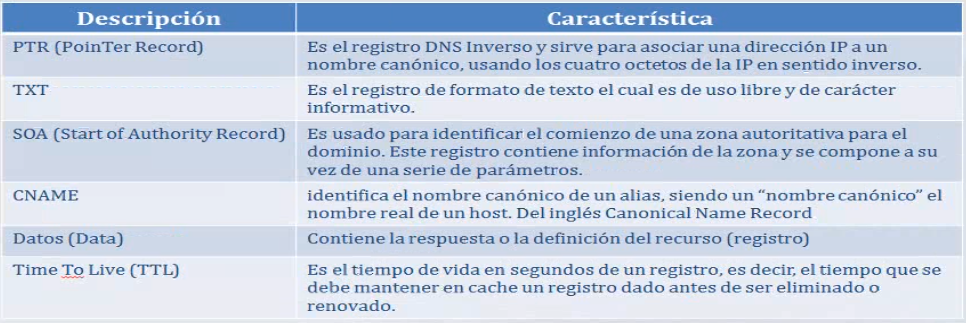 Descripción Característica
PTR (PoinTer Record) Es el registro DNS Inverso y sirve para asociar una dirección IP a un
nombre canónico, usando los cuatro octetos de la IP en sentido inverso.
TXT Es el registro de formato de texto el cual es de uso libre y de carácter
informativo.
SOA (Start of Authority Record) Es usado para identificar el comienzo de una zona autoritativa para el
dominio. Este registro contiene información de la zona y se compone a su
vez de una serie de parámetros.
CNAME identifica el nombre canónico de un alias, siendo un “nombre canónico” el
nombre real de un host. Del inglés Canonical Name Record
Datos (Data) Contiene la respuesta o la definición del recurso (registro)
Time To Live (TTL) Es el tiempo de vida en segundos de un registro, es decir, el tiempo que se
debe mantener en cache un registro dado antes de ser eliminado o
renovado.